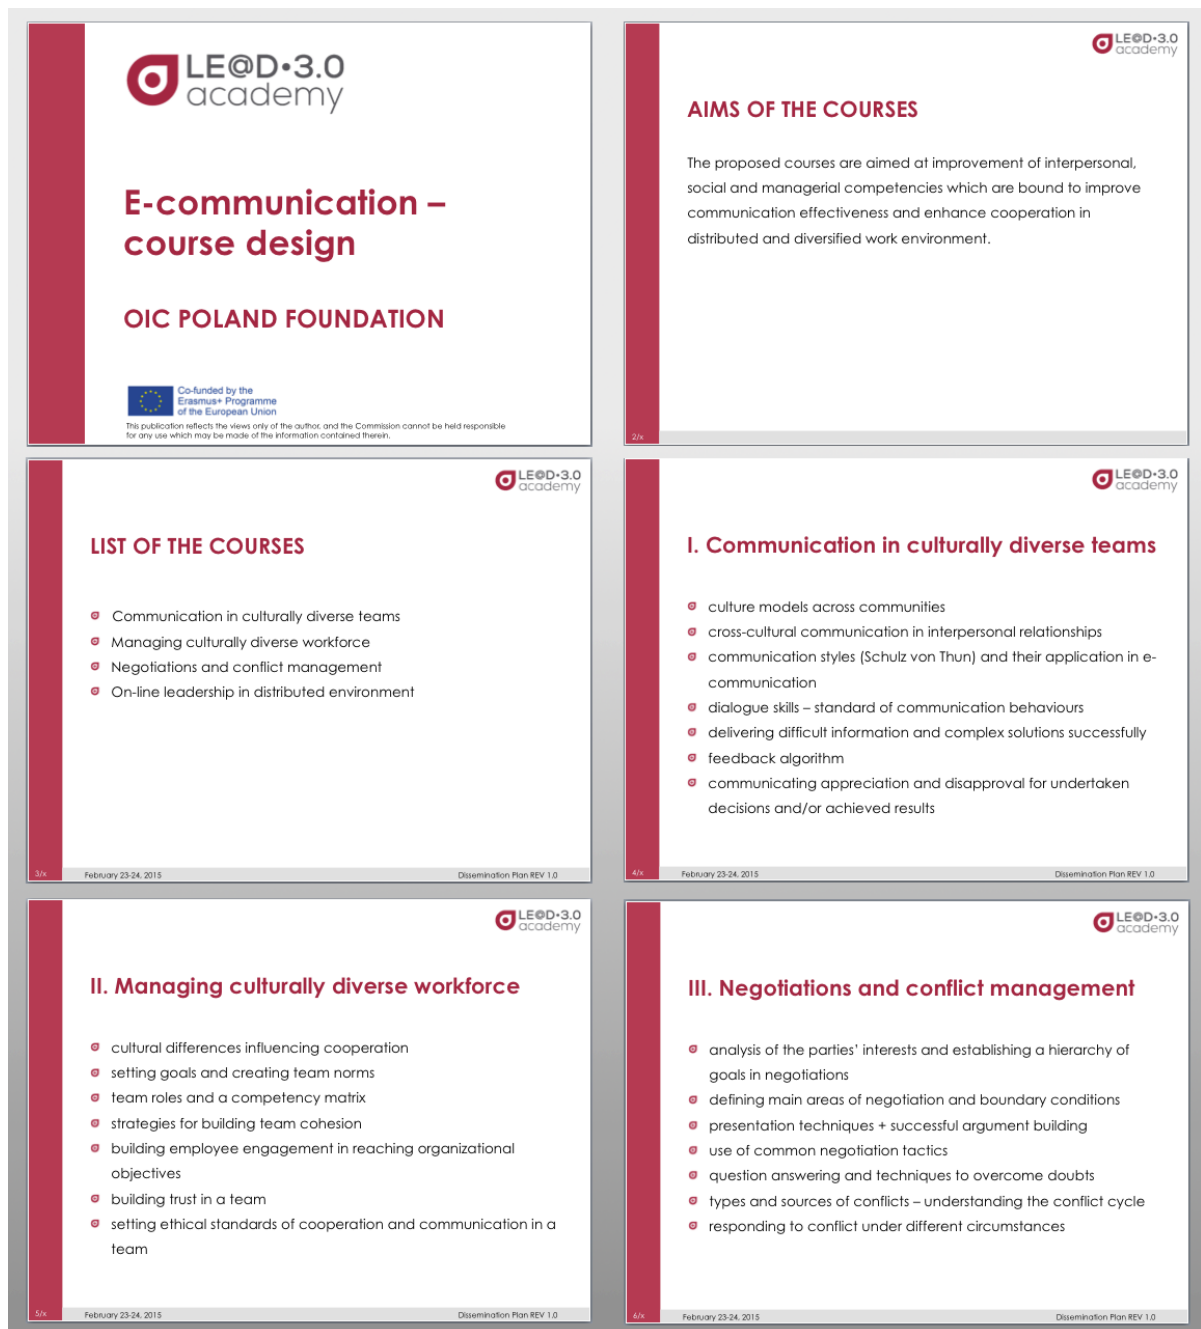 LE@D•3.0
academy
E-communication –
course design
OIC POLAND FOUNDATION
Co-funded by the
Erasmus+ Programme
of the European Union
This publication reflects the views only of the author, and the Commission cannot be held responsible
for any use which may be made of the information contained therein.
LE@D•3.0
academy
AIMS OF THE COURSES
The proposed courses are aimed at improvement of interpersonal,
social and managerial competencies which are bound to improve
communication effectiveness and enhance cooperation in
distributed and diversified work environment.
2/x
LE@D•3.0
academy
LIST OF THE COURSES
Communication in culturally diverse teams
Managing culturally diverse workforce
Negotiations and conflict management
On-line leadership in distributed environment
3/x
February 23-24, 2015
Dissemination Plan REV 1.0
LE@D•3.0
academy
I. Communication in culturally diverse teams
culture models across communities
cross-cultural communication in interpersonal relationships
communication styles (Schulz von Thun) and their application in e-
communication
dialogue skills – standard of communication behaviours
delivering difficult information and complex solutions successfully
feedback algorithm
communicating appreciation and disapproval for undertaken
decisions and/or achieved results
4/x
February 23-24, 2015
Dissemination Plan REV 1.0
LE@D•3.0
academy
II. Managing culturally diverse workforce
cultural differences influencing cooperation
setting goals and creating team norms
team roles and a competency matrix
strategies for building team cohesion
building employee engagement in reaching organizational
objectives
building trust in a team
setting ethical standards of cooperation and communication in a
team
5/x
February 23-24, 2015
Dissemination Plan REV 1.0
LE@D•3.0
academy
III. Negotiations and conflict management
analysis of the parties' interests and establishing a hierarchy of
goals in negotiations
defining main areas of negotiation and boundary conditions
presentation techniques + successful argument building
use of common negotiation tactics
question answering and techniques to overcome doubts
types and sources of conflicts – understanding the conflict cycle
responding to conflict under different circumstances
6/x
February 23-24, 2015
Dissemination Plan REV 1.0